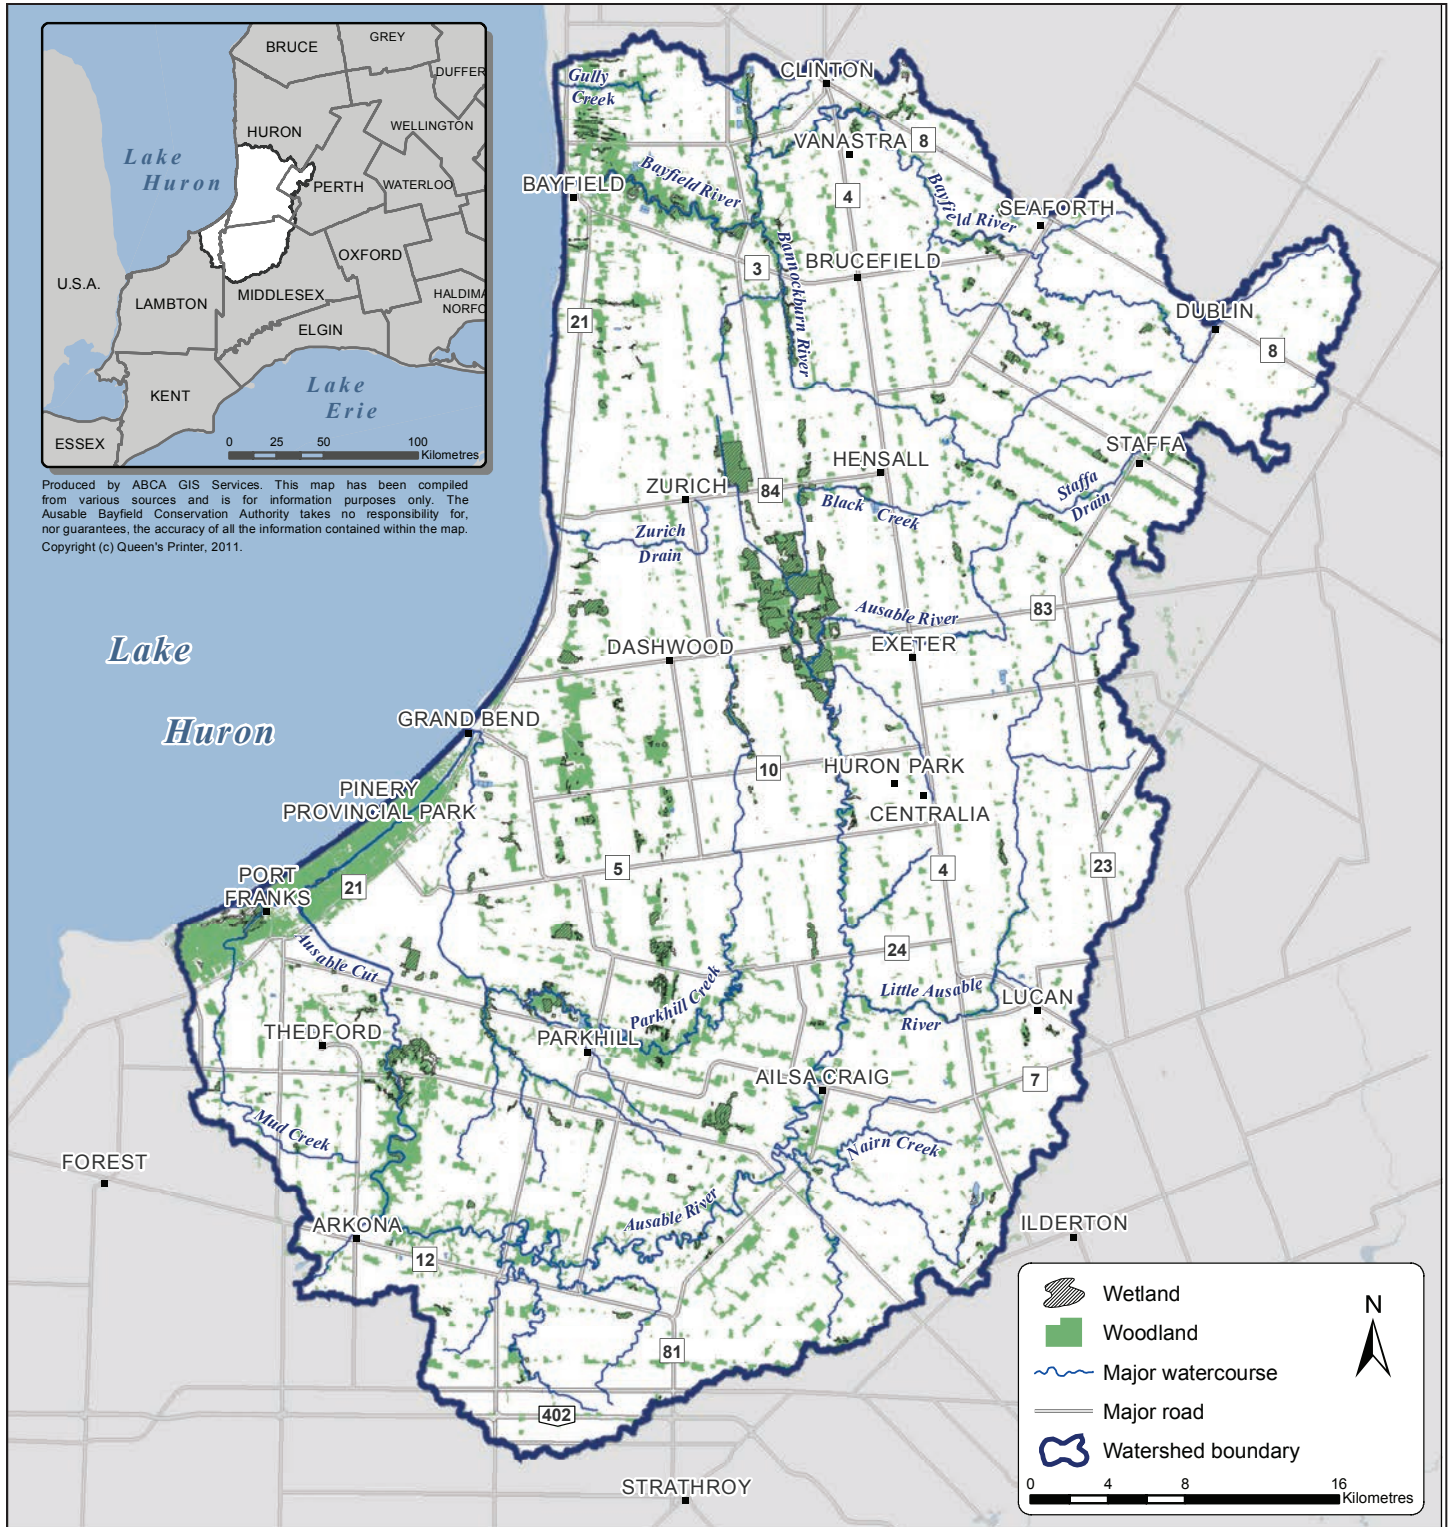 BRUCE
GREY
DUFFER
HURON
WELLINGTON
Lake
Huron
PERTH
WATERLOO
OXFORD
U.S.A.
LAMBTON
MIDDLESEX
HALDIMA
NORFO
ELGIN
KENT
Lake
Erie
ESSEX
0 25 50 100
Kilometres
Produced by ABCA GIS Services. This map has been compiled
from various sources and is for information purposes only. The
Ausable Bayfield Conservation Authority takes no responsibility for,
nor guarantees, the accuracy of all the information contained within the map.
Copyright (c) Queen's Printer, 2011.
Gully
Creek
CLINTON
VANASTRA
8
Bayfield River
BAYFIELD
4
Bayfield River
SEAFORTH
Bannockburn River
3
BRUCEFIELD
21
DUBLIN
8
STAFFA
HENSALL
ZURICH
84
Black Creek
Staffa
Drain
Zurich
Drain
Ausable River
83
DASHWOOD
EXETER
Lake
Huron
GRAND BEND
10
HURON PARK
PINERY
PROVINCIAL PARK
CENTRALIA
5
4
23
PORT
FRANKS
21
Ausable Cut
24
Parkhill Creek
Little Ausable
River
LUCAN
THEDFORD
PARKHILL
AILSA CRAIG
7
Mud Creek
Nairn Creek
FOREST
Ausable River
ARKONA
12
ILDERTON
81
402
STRATHROY
Wetland
Woodland
Major watercourse
Major road
Watershed boundary
N
0 4 8 16
Kilometres